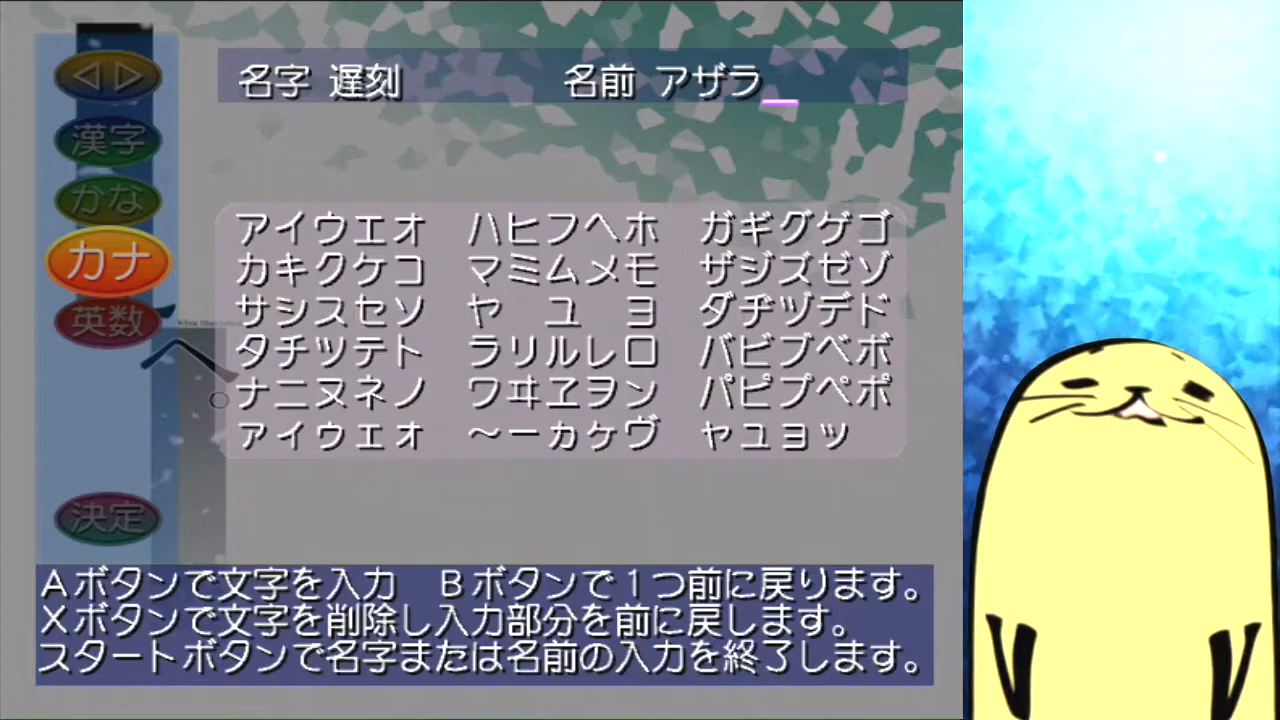 名字 遅刻 名前 アザラ
漢字
かな
カナ
英数
決定
アイウエオ ハヒフヘホ ガギグゲゴ
カキクケコ マミムメモ ザジズゼゾ
サシスセソ ヤ ユ ヨ ダヂヅデド
タチツテト ラリルレロ バビブベボ
ナニヌネノ ワヰヱヲン パピプペポ
ァィゥェォ ～ーヵヶヴ ャュョッ
Ａボタンで文字を入力 Ｂボタンで１つ前に戻ります。
Ｘボタンで文字を削除し入力部分を前に戻します。
スタートボタンで名字または名前の入力を終了します。